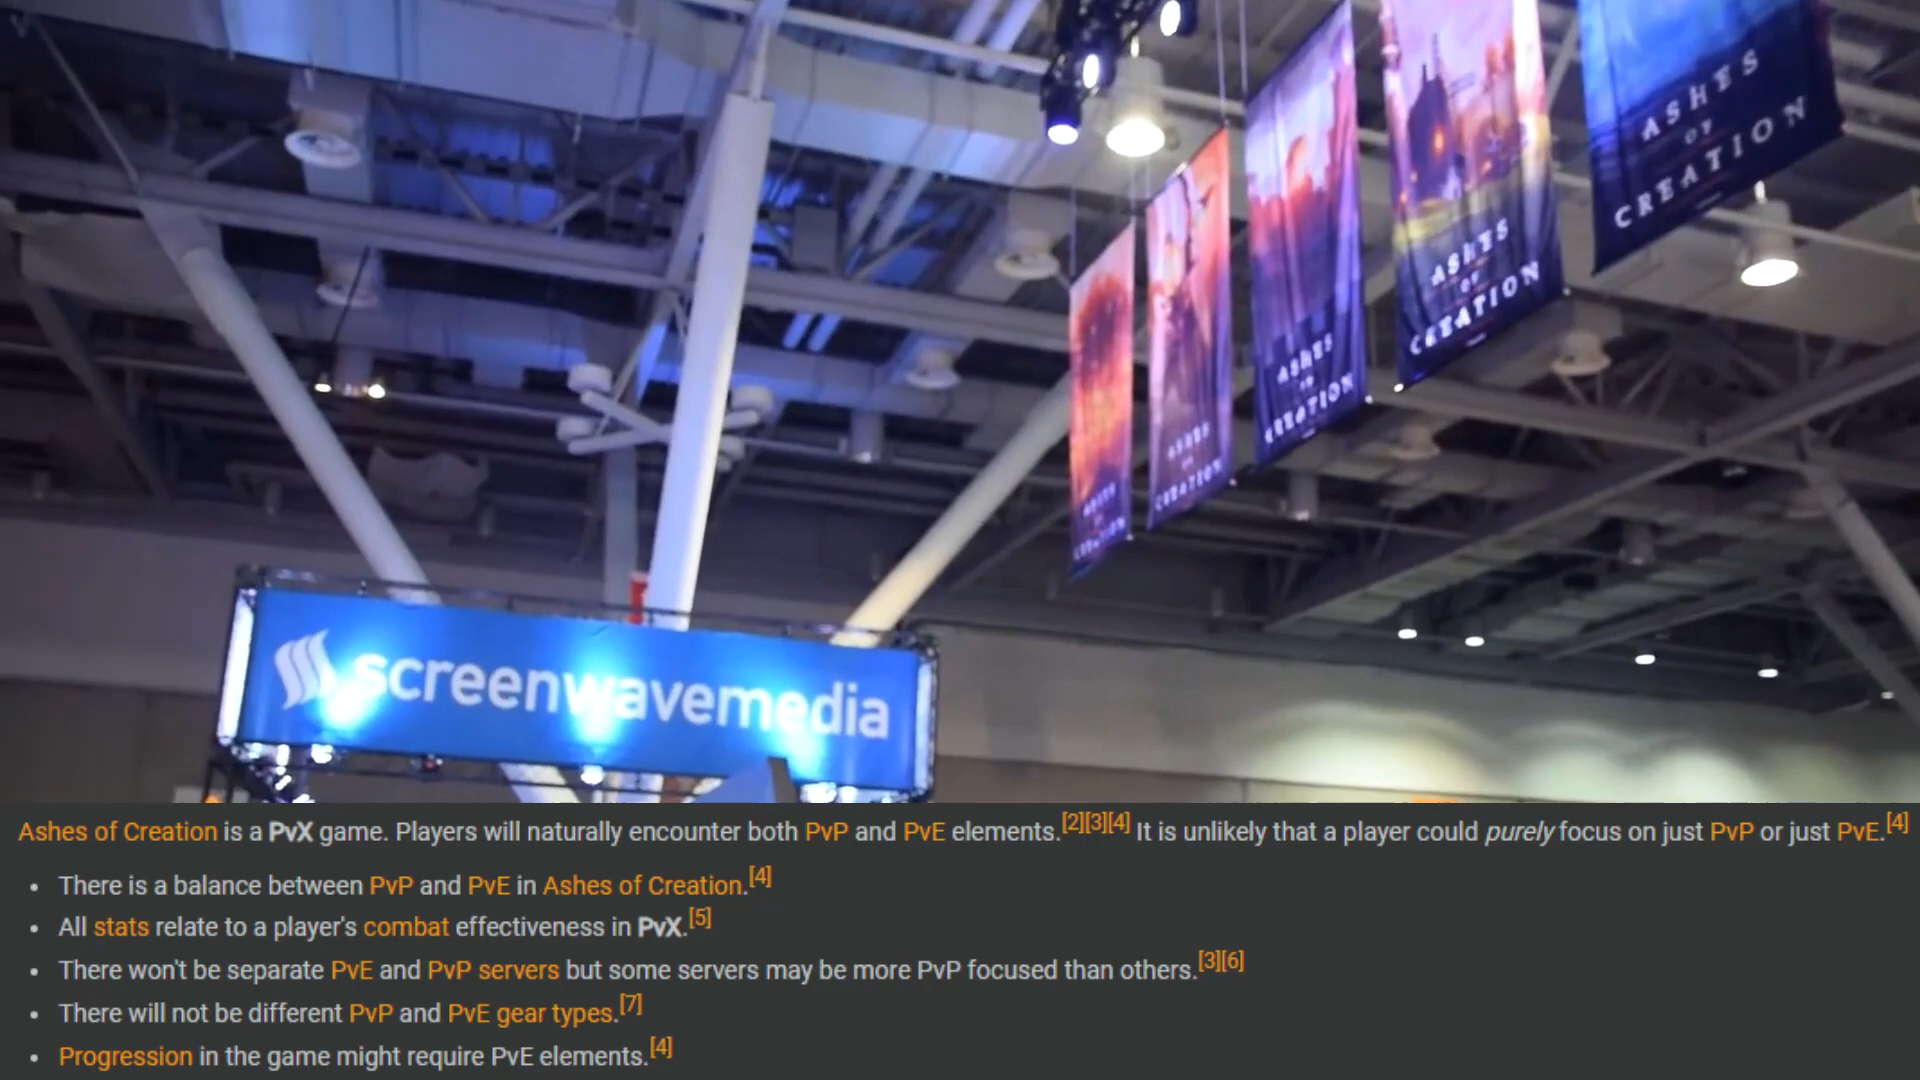 ASHES
OF
CREATION
ASHES
OF
CREATION
ASHES
OF
CREATION
ASHES
CREATION
ASHES
CREATION
screenwavemedia
Ashes of Creation is a PvX game. Players will naturally encounter both PvP and PvE elements.[2][3][4] It is unlikely that a player could purely focus on just PvP or just PvE.[4]
• There is a balance between PvP and PvE in Ashes of Creation.[4]
• All stats relate to a player's combat effectiveness in PvX.[5]
• There won't be separate PvE and PvP servers but some servers may be more PvP focused than others.[3][6]
• There will not be different PvP and PvE gear types.[7]
• Progression in the game might require PvE elements.[4]